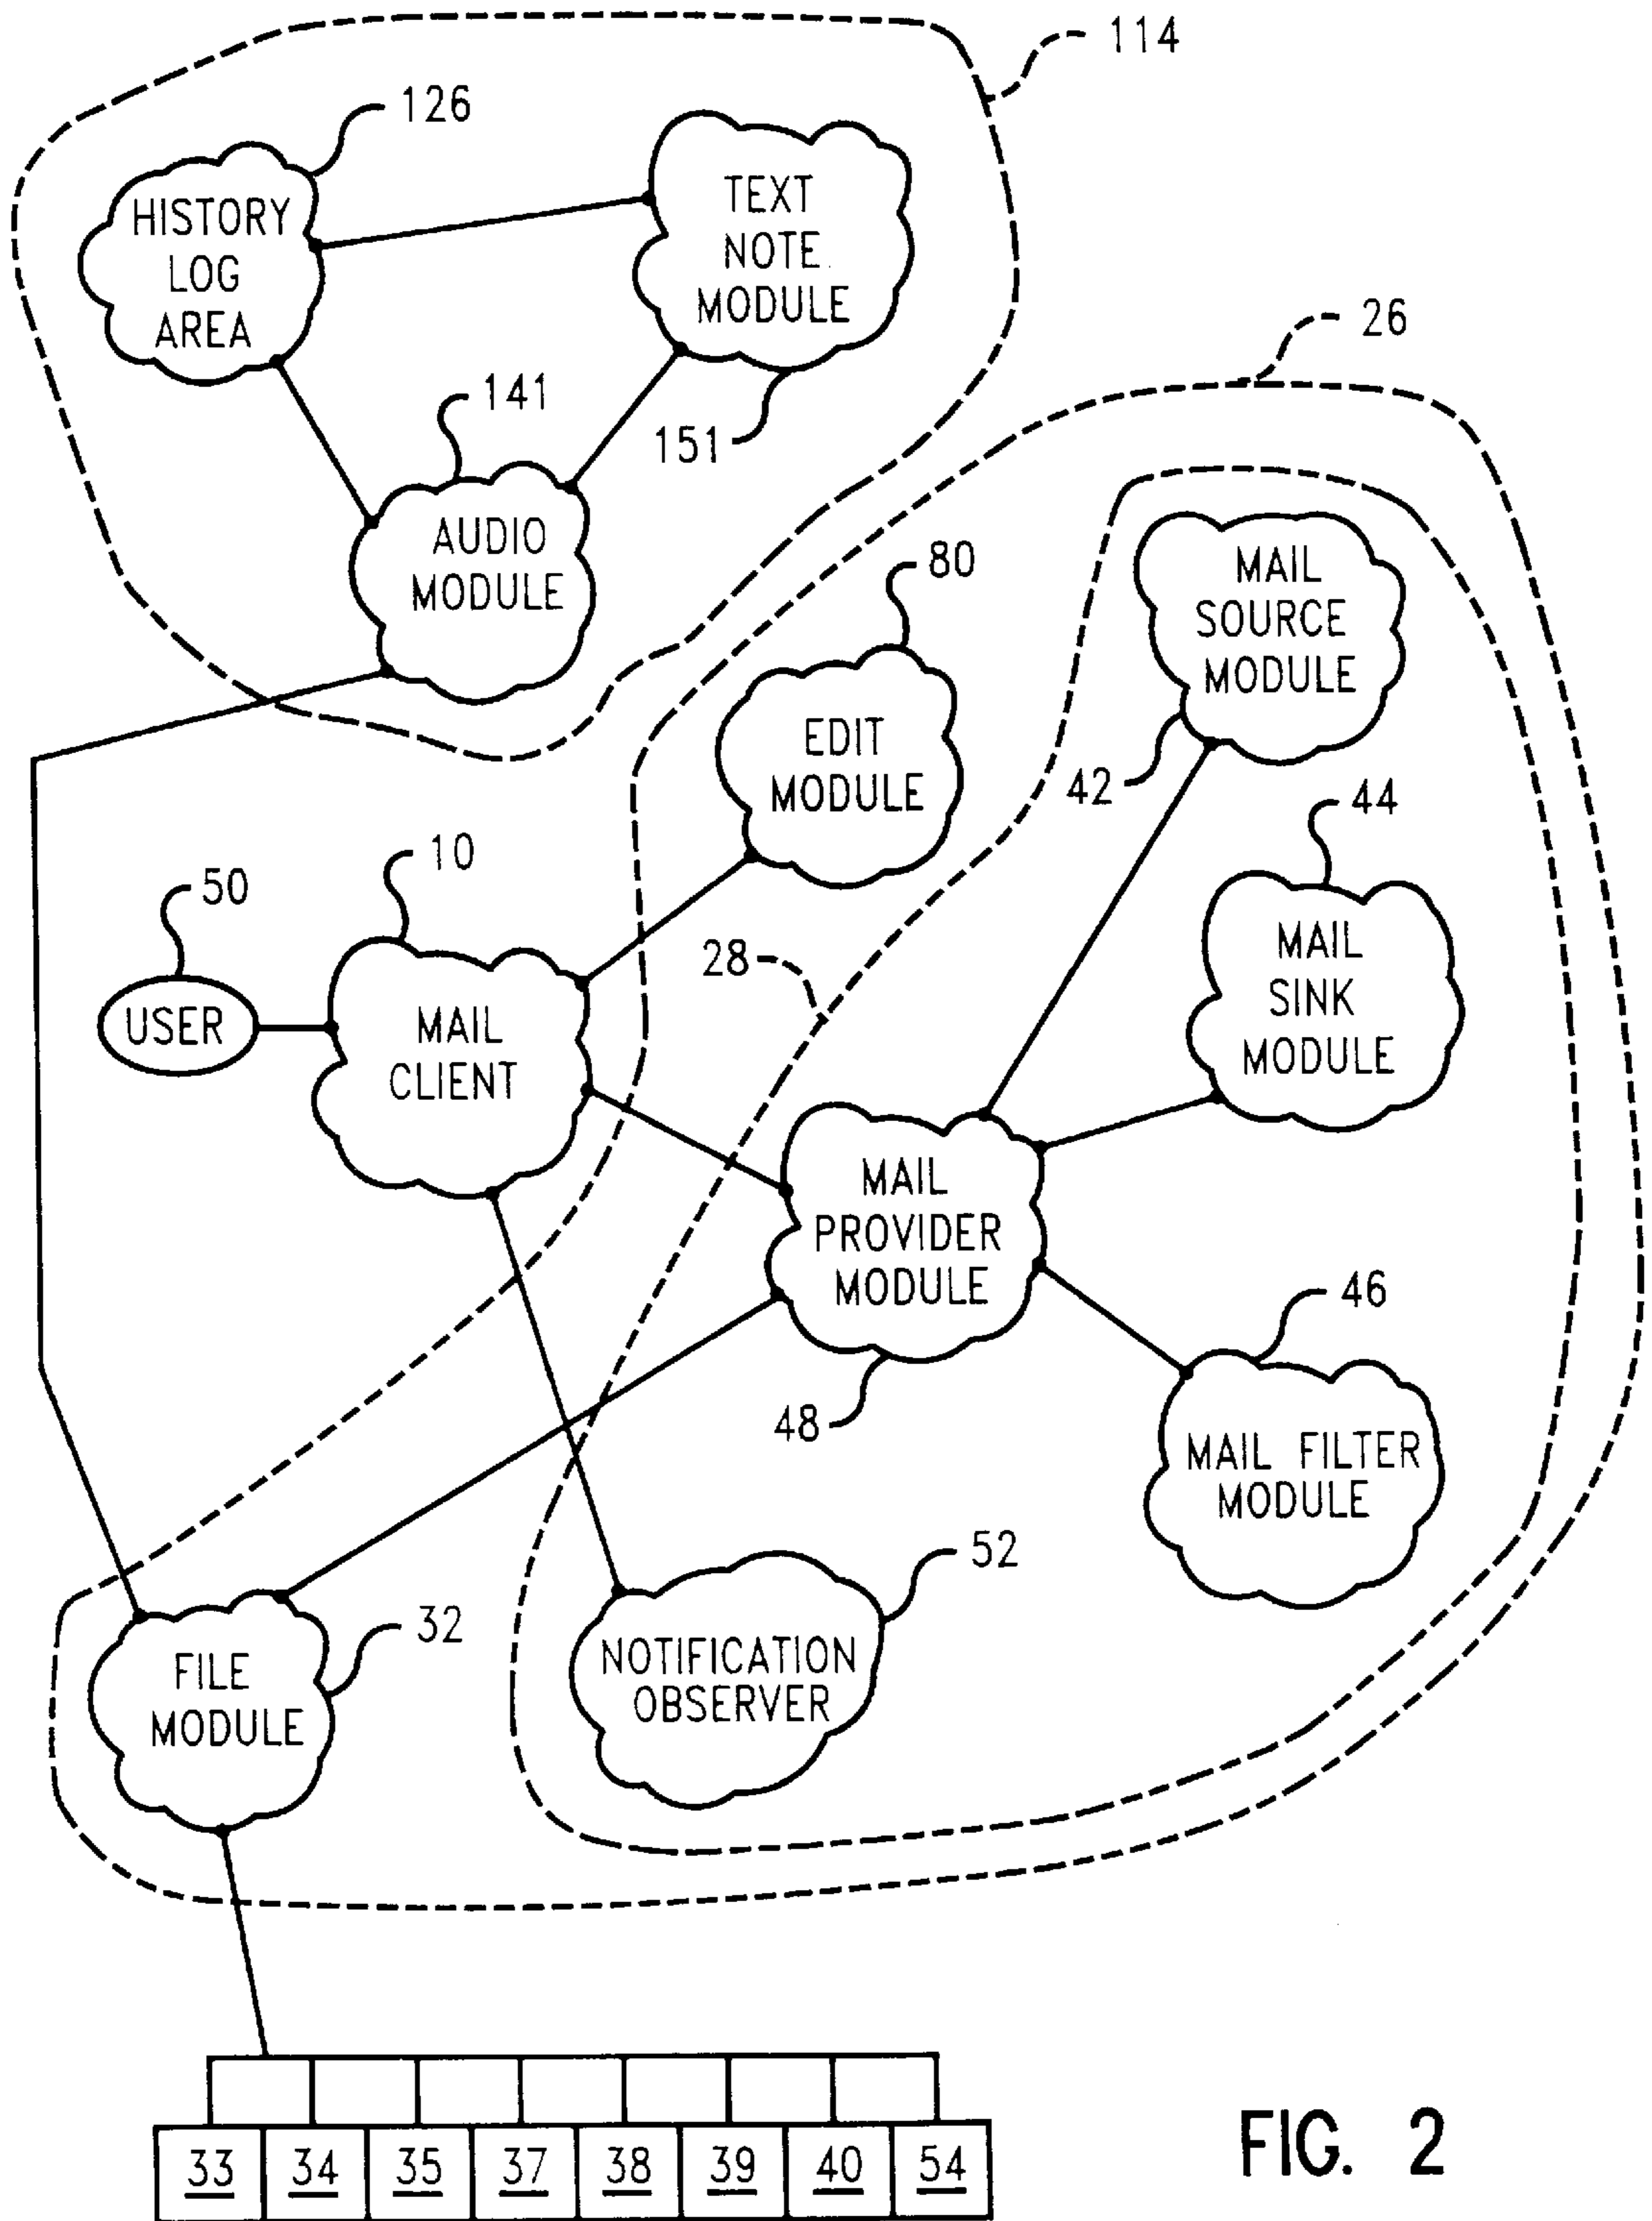 114
126
HISTORY
LOG
AREA
TEXT
NOTE
MODULE
26
141
151
AUDIO
MODULE
80
MAIL
SOURCE
MODULE
EDIT
MODULE
42
44
10
50
MAIL
SINK
MODULE
28
USER
MAIL
CLIENT
MAIL
PROVIDER
MODULE
46
48
MAIL FILTER
MODULE
52
32
NOTIFICATION
OBSERVER
FILE
MODULE
33 34 35 37 38 39 40 54
FIG. 2